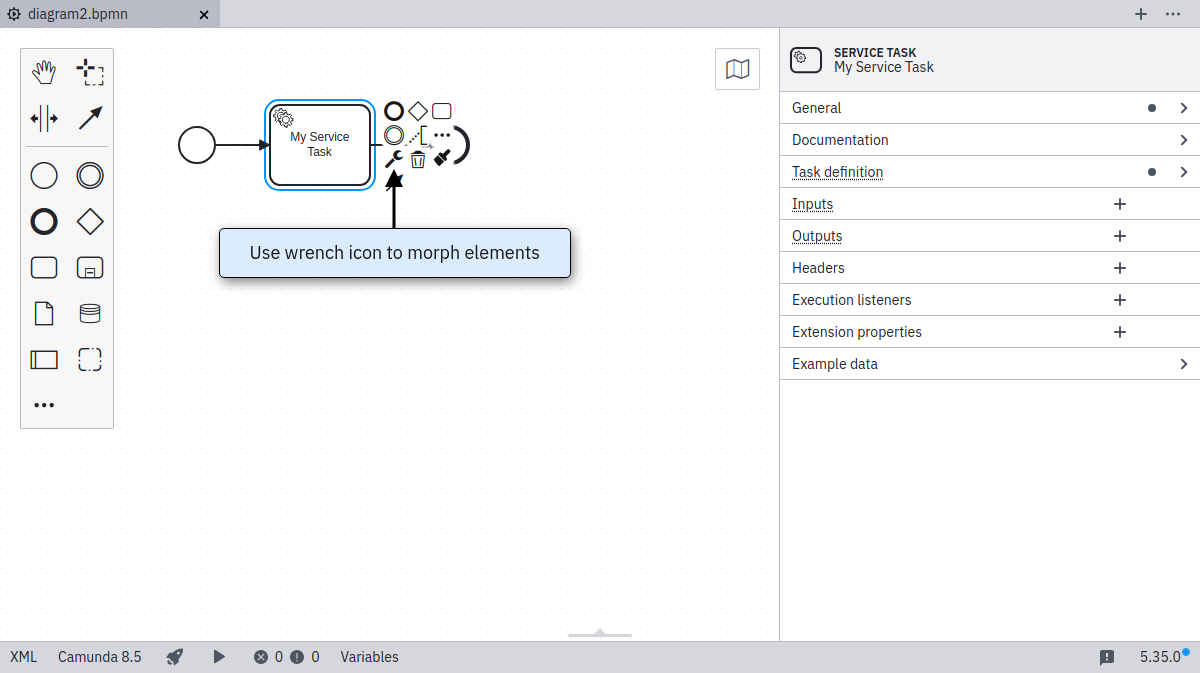 diagram2.bpmn
SERVICE TASK
My Service Task
General
Documentation
Task definition
Inputs
Outputs
Headers
Execution listeners
Extension properties
Example data
My Service
Task
Use wrench icon to morph elements
XML Camunda 8.5 0 0 Variables 5.35.0